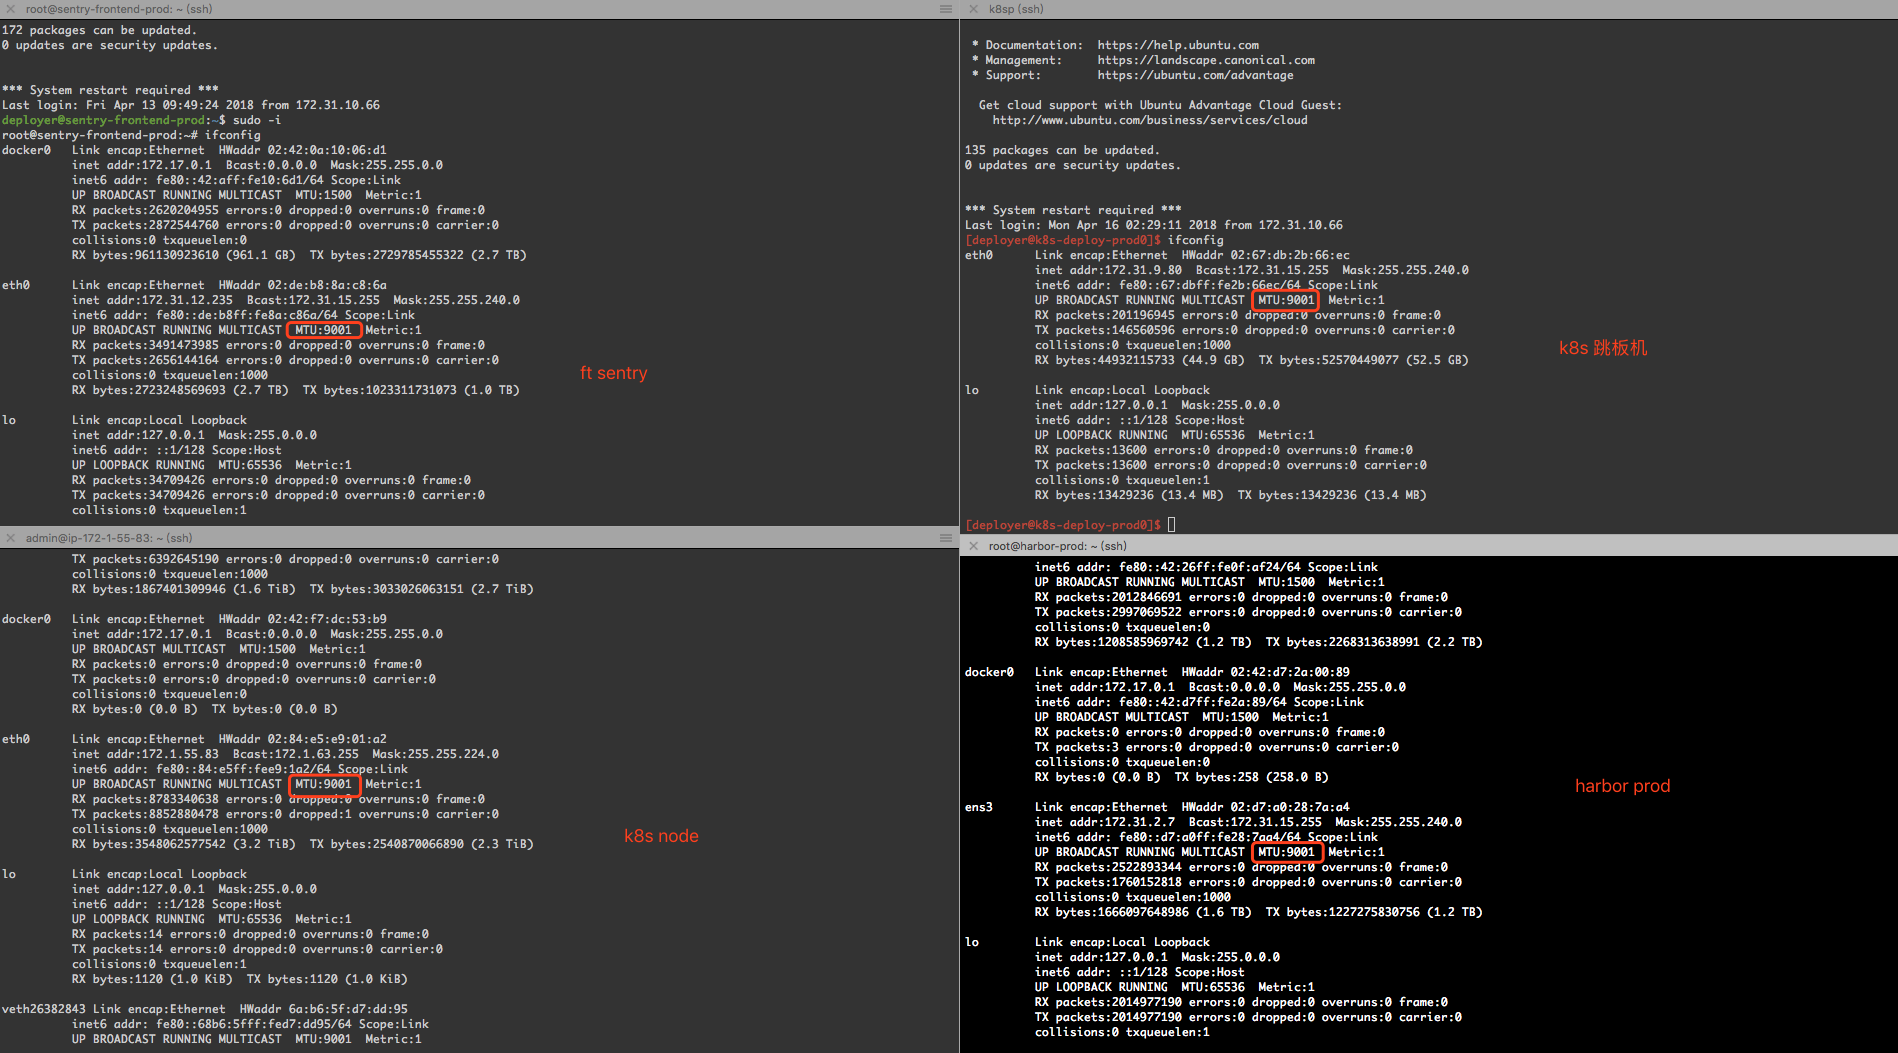 root@sentry-frontend-prod: ~ (ssh)
172 packages can be updated.
0 updates are security updates.
*** System restart required ***
Last login: Fri Apr 13 09:49:24 2018 from 172.31.10.66
deployer@sentry-frontend-prod:~$ sudo -i
root@sentry-frontend-prod:~# ifconfig
docker0   Link encap:Ethernet  HWaddr 02:42:0a:10:06:d1
inet addr:172.17.0.1  Bcast:0.0.0.0  Mask:255.255.0.0
inet6 addr: fe80::42:aff:fe10:6d1/64 Scope:Link
UP BROADCAST RUNNING MULTICAST  MTU:1500  Metric:1
RX packets:2620204955 errors:0 dropped:0 overruns:0 frame:0
TX packets:2872544760 errors:0 dropped:0 overruns:0 carrier:0
collisions:0 txqueuelen:0
RX bytes:961130923610 (961.1 GB)  TX bytes:2729785455322 (2.7 TB)
eth0      Link encap:Ethernet  HWaddr 02:de:b8:8a:c8:6a
inet addr:172.31.12.235  Bcast:172.31.15.255  Mask:255.255.240.0
inet6 addr: fe80::de:b8ff:fe8a:c86a/64 Scope:Link
UP BROADCAST RUNNING MULTICAST  MTU:9001  Metric:1
RX packets:3491473985 errors:0 dropped:0 overruns:0 frame:0
TX packets:2656144164 errors:0 dropped:0 overruns:0 carrier:0
collisions:0 txqueuelen:1000
RX bytes:2723248569693 (2.7 TB)  TX bytes:1023311731073 (1.0 TB)
ft sentry
lo        Link encap:Local Loopback
inet addr:127.0.0.1  Mask:255.0.0.0
inet6 addr: ::1/128 Scope:Host
UP LOOPBACK RUNNING  MTU:65536  Metric:1
RX packets:34709426 errors:0 dropped:0 overruns:0 frame:0
TX packets:34709426 errors:0 dropped:0 overruns:0 carrier:0
collisions:0 txqueuelen:1
k8sp (ssh)
* Documentation:  https://help.ubuntu.com
* Management:     https://landscape.canonical.com
* Support:        https://ubuntu.com/advantage
Get cloud support with Ubuntu Advantage Cloud Guest:
http://www.ubuntu.com/business/services/cloud
135 packages can be updated.
0 updates are security updates.
*** System restart required ***
Last login: Mon Apr 16 02:29:11 2018 from 172.31.10.66
[deployer@k8s-deploy-prod0]$ ifconfig
eth0      Link encap:Ethernet  HWaddr 02:67:db:2b:66:ec
inet addr:172.31.9.80  Bcast:172.31.15.255  Mask:255.255.240.0
inet6 addr: fe80::67:dbff:fe2b:66ec/64 Scope:Link
UP BROADCAST RUNNING MULTICAST  MTU:9001  Metric:1
RX packets:201196945 errors:0 dropped:0 overruns:0 frame:0
TX packets:146560596 errors:0 dropped:0 overruns:0 carrier:0
collisions:0 txqueuelen:1000
RX bytes:44932115733 (44.9 GB)  TX bytes:52570449077 (52.5 GB)
k8s 跳板机
lo        Link encap:Local Loopback
inet addr:127.0.0.1  Mask:255.0.0.0
inet6 addr: ::1/128 Scope:Host
UP LOOPBACK RUNNING  MTU:65536  Metric:1
RX packets:13600 errors:0 dropped:0 overruns:0 frame:0
TX packets:13600 errors:0 dropped:0 overruns:0 carrier:0
collisions:0 txqueuelen:1
RX bytes:13429236 (13.4 MB)  TX bytes:13429236 (13.4 MB)
[deployer@k8s-deploy-prod0]$
admin@ip-172-1-55-83: ~ (ssh)
TX packets:6392645190 errors:0 dropped:0 overruns:0 carrier:0
collisions:0 txqueuelen:1000
RX bytes:1867401309946 (1.6 TiB)  TX bytes:3033026063151 (2.7 TiB)
docker0   Link encap:Ethernet  HWaddr 02:42:f7:dc:53:b9
inet addr:172.17.0.1  Bcast:0.0.0.0  Mask:255.255.0.0
UP BROADCAST MULTICAST  MTU:1500  Metric:1
RX packets:0 errors:0 dropped:0 overruns:0 frame:0
TX packets:0 errors:0 dropped:0 overruns:0 carrier:0
collisions:0 txqueuelen:0
RX bytes:0 (0.0 B)  TX bytes:0 (0.0 B)
eth0      Link encap:Ethernet  HWaddr 02:84:e5:e9:01:a2
inet addr:172.1.55.83  Bcast:172.1.63.255  Mask:255.255.224.0
inet6 addr: fe80::84:e5ff:fee9:1a2/64 Scope:Link
UP BROADCAST RUNNING MULTICAST  MTU:9001  Metric:1
RX packets:8783340638 errors:0 dropped:0 overruns:0 frame:0
TX packets:8852880478 errors:0 dropped:1 overruns:0 carrier:0
collisions:0 txqueuelen:1000
RX bytes:3548062577542 (3.2 TiB)  TX bytes:2540870066890 (2.3 TiB)
k8s node
lo        Link encap:Local Loopback
inet addr:127.0.0.1  Mask:255.0.0.0
inet6 addr: ::1/128 Scope:Host
UP LOOPBACK RUNNING  MTU:65536  Metric:1
RX packets:14 errors:0 dropped:0 overruns:0 frame:0
TX packets:14 errors:0 dropped:0 overruns:0 carrier:0
collisions:0 txqueuelen:1
RX bytes:1120 (1.0 KiB)  TX bytes:1120 (1.0 KiB)
veth26382843 Link encap:Ethernet  HWaddr 6a:b6:5f:d7:dd:95
inet6 addr: fe80::68b6:5fff:fed7:dd95/64 Scope:Link
UP BROADCAST RUNNING MULTICAST  MTU:9001  Metric:1
root@harbor-prod: ~ (ssh)
inet6 addr: fe80::42:26ff:fe0f:af24/64 Scope:Link
UP BROADCAST RUNNING MULTICAST  MTU:1500  Metric:1
RX packets:2012846691 errors:0 dropped:0 overruns:0 frame:0
TX packets:2997069522 errors:0 dropped:0 overruns:0 carrier:0
collisions:0 txqueuelen:0
RX bytes:1208585969742 (1.2 TB)  TX bytes:2268313638991 (2.2 TB)
docker0   Link encap:Ethernet  HWaddr 02:42:d7:2a:00:89
inet addr:172.17.0.1  Bcast:0.0.0.0  Mask:255.255.0.0
inet6 addr: fe80::42:d7ff:fe2a:89/64 Scope:Link
UP BROADCAST MULTICAST  MTU:1500  Metric:1
RX packets:0 errors:0 dropped:0 overruns:0 frame:0
TX packets:3 errors:0 dropped:0 overruns:0 carrier:0
collisions:0 txqueuelen:0
RX bytes:0 (0.0 B)  TX bytes:258 (258.0 B)
harbor prod
ens3      Link encap:Ethernet  HWaddr 02:d7:a0:28:7a:a4
inet addr:172.31.2.7  Bcast:172.31.15.255  Mask:255.255.240.0
inet6 addr: fe80::d7:a0ff:fe28:7aa4/64 Scope:Link
UP BROADCAST RUNNING MULTICAST  MTU:9001  Metric:1
RX packets:2522893344 errors:0 dropped:0 overruns:0 frame:0
TX packets:1760152818 errors:0 dropped:0 overruns:0 carrier:0
collisions:0 txqueuelen:1000
RX bytes:1666097648986 (1.6 TB)  TX bytes:1227275830756 (1.2 TB)
lo        Link encap:Local Loopback
inet addr:127.0.0.1  Mask:255.0.0.0
inet6 addr: ::1/128 Scope:Host
UP LOOPBACK RUNNING  MTU:65536  Metric:1
RX packets:2014977190 errors:0 dropped:0 overruns:0 frame:0
TX packets:2014977190 errors:0 dropped:0 overruns:0 carrier:0
collisions:0 txqueuelen:1